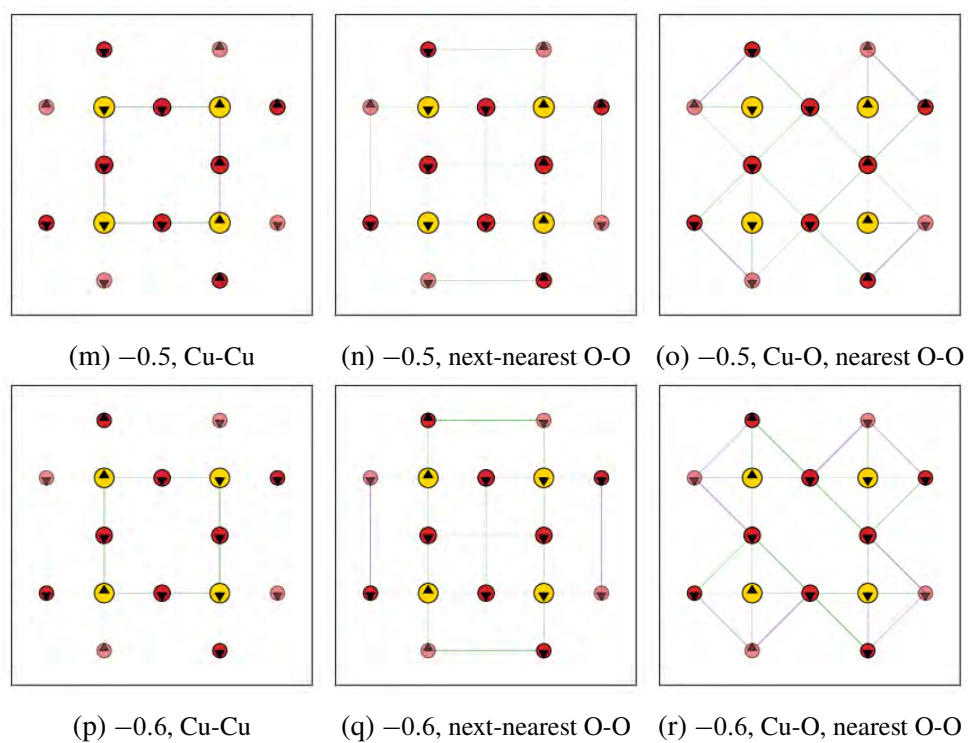 (m) −0.5, Cu-Cu
(n) −0.5, next-nearest O-O
(o) −0.5, Cu-O, nearest O-O
(p) −0.6, Cu-Cu
(q) −0.6, next-nearest O-O
(r) −0.6, Cu-O, nearest O-O